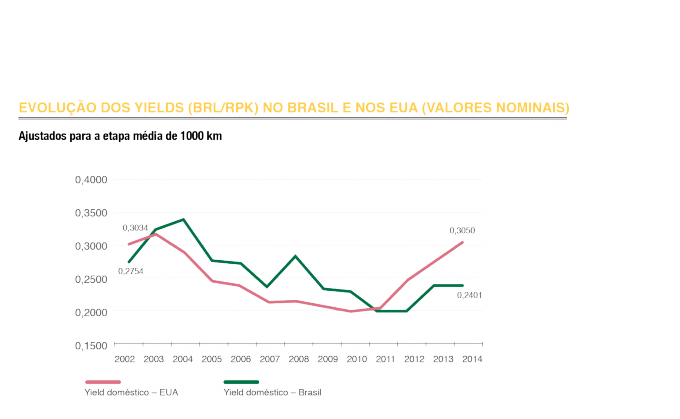 EVOLUÇÃO DOS YIELDS (BRL/RPK) NO BRASIL E NOS EUA (VALORES NOMINAIS)
Ajustados para a etapa média de 1000 km
0,4000
0,3500
0,3034
0,3050
0,3000
0,2754
0,2500
0,2401
0,2000
0,1500
2002 2003 2004 2005 2006 2007 2008 2009 2010 2011 2012 2013 2014
Yield doméstico – EUA
Yield doméstico – Brasil